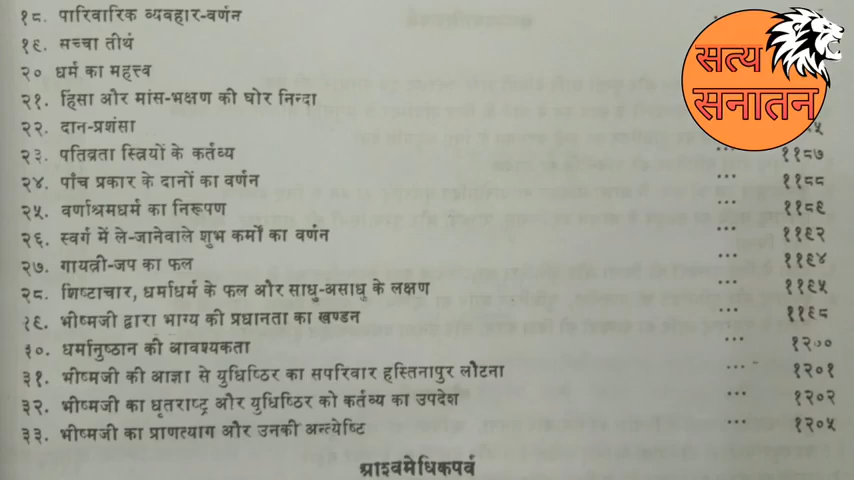 १८. पारिवारिक व्यवहार-वर्णन
१९. सच्चा तीर्थ
२० धर्म का महत्त्व
२१. हिंसा और मांस-भक्षण की घोर निन्दा
२२. दान-प्रशंसा
२३. पतिव्रता स्त्रियों के कर्तव्य ... ११८७
२४. पाँच प्रकार के दानों का वर्णन ... ११८८
२५. वर्णाश्रमधर्म का निरूपण ... ११८९
२६. स्वर्ग में ले-जानेवाले शुभ कर्मों का वर्णन ... ११९२
२७. गायत्री-जप का फल ... ११९४
२८. शिष्टाचार, धर्माधर्म के फल और साधु-असाधु के लक्षण ... ११९५
२९. भीष्मजी द्वारा भाग्य की प्रधानता का खण्डन ... ११९८
३०. धर्मानुष्ठान की आवश्यकता ... १२००
३१. भीष्मजी की आज्ञा से युधिष्ठिर का सपरिवार हस्तिनापुर लौटना ... १२०१
३२. भीष्मजी का धृतराष्ट्र और युधिष्ठिर को कर्तव्य का उपदेश ... १२०२
३३. भीष्मजी का प्राणत्याग और उनकी अन्त्येष्टि ... १२०५
आश्वमेधिकपर्व
सत्य
सनातन